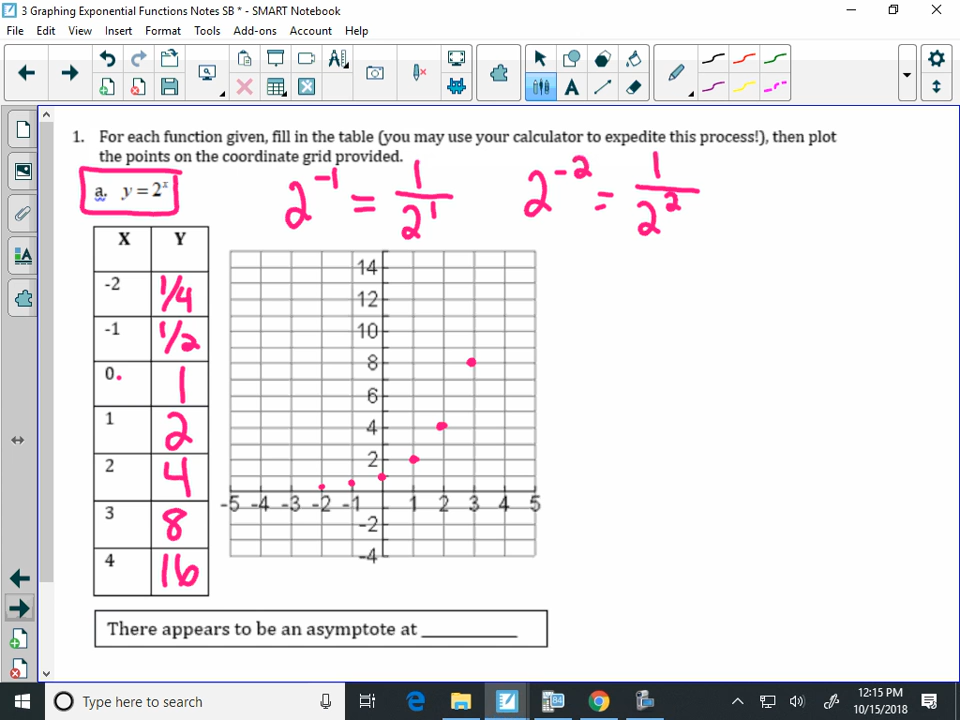 3 Graphing Exponential Functions Notes SB * - SMART Notebook
File Edit View Insert Format Tools Add-ons Account Help
1. For each function given, fill in the table (you may use your calculator to expedite this process!), then plot
the points on the coordinate grid provided.
a. y = 2ˣ
2⁻¹ = 1/2¹
2⁻² = 1/2²
X Y
-2 1/4
-1 1/2
0. 1
1 2
2 4
3 8
4 16
14
12
10
8
6
4
2
-5 -4 -3 -2 -1 1 2 3 4 5
-2
-4
There appears to be an asymptote at __________
Type here to search
12:15 PM
10/15/2018